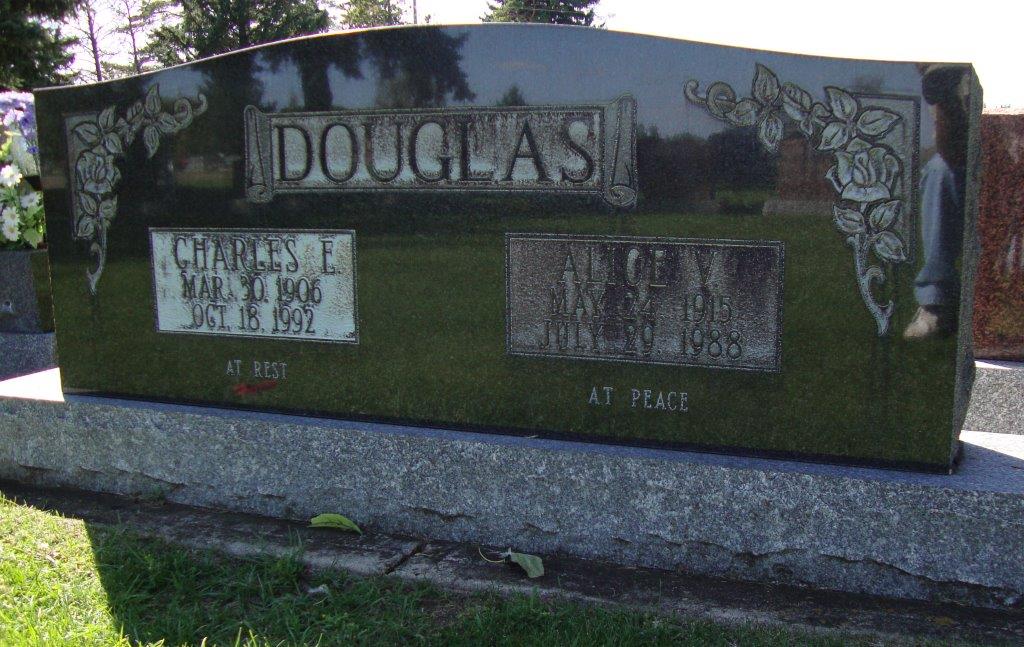 DOUGLAS
CHARLES E.
MAR. 30. 1906
OCT. 18. 1992
AT REST
ALICE V.
MAY 24 1915
JULY 29 1988
AT PEACE